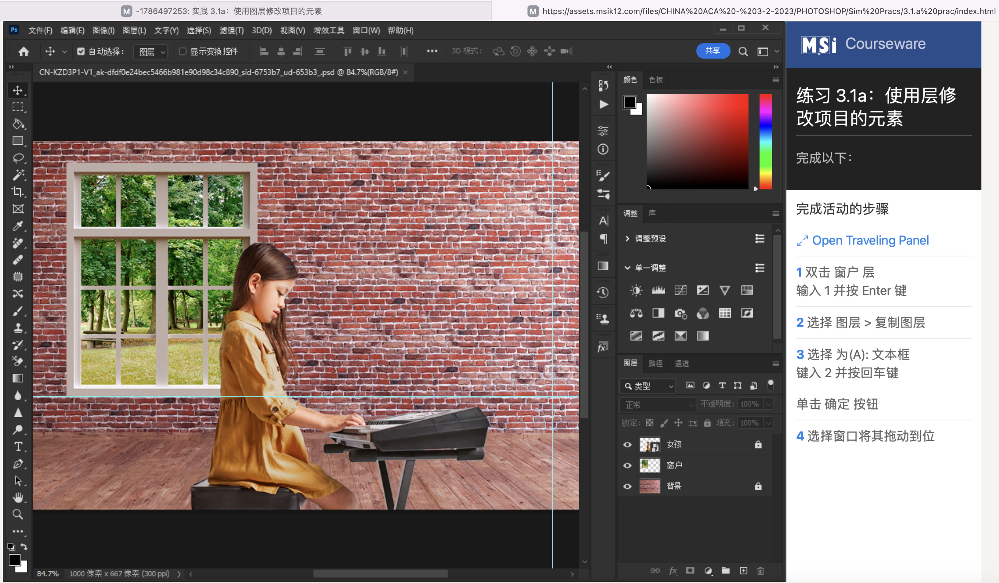 -1786497253: 实践 3.1a：使用图层修改项目的元素
https://assets.msik12.com/files/CHINA%20ACA%20-%203-2-2023/PHOTOSHOP/Sim%20Pracs/3.1.a%20prac/index.html
Ps 文件(F) 编辑(E) 图像(I) 图层(L) 文字(Y) 选择(S) 滤镜(T) 3D(D) 视图(V) 增效工具 窗口(W) 帮助(H)
自动选择： 图层 显示变换控件 3D 模式： 共享
CN-KZD3P1-V1_ak-dfdf0e24bec5466b981e90d98c34c890_sid-6753b7_ud-653b3_.psd @ 84.7%(RGB/8#)
颜色 色板
调整 库
调整预设
单一调整
图层 路径 通道
类型
正常 不透明度： 100%
锁定： 填充： 100%
女孩
窗户
背景
84.7% 1000 像素 x 667 像素 (300 ppi)
MSi Courseware
练习 3.1a：使用层修
改项目的元素
完成以下：
完成活动的步骤
Open Traveling Panel
1 双击 窗户 层
输入 1 并按 Enter 键
2 选择 图层 > 复制图层
3 选择 为(A): 文本框
键入 2 并按回车键
单击 确定 按钮
4 选择窗口将其拖动到位